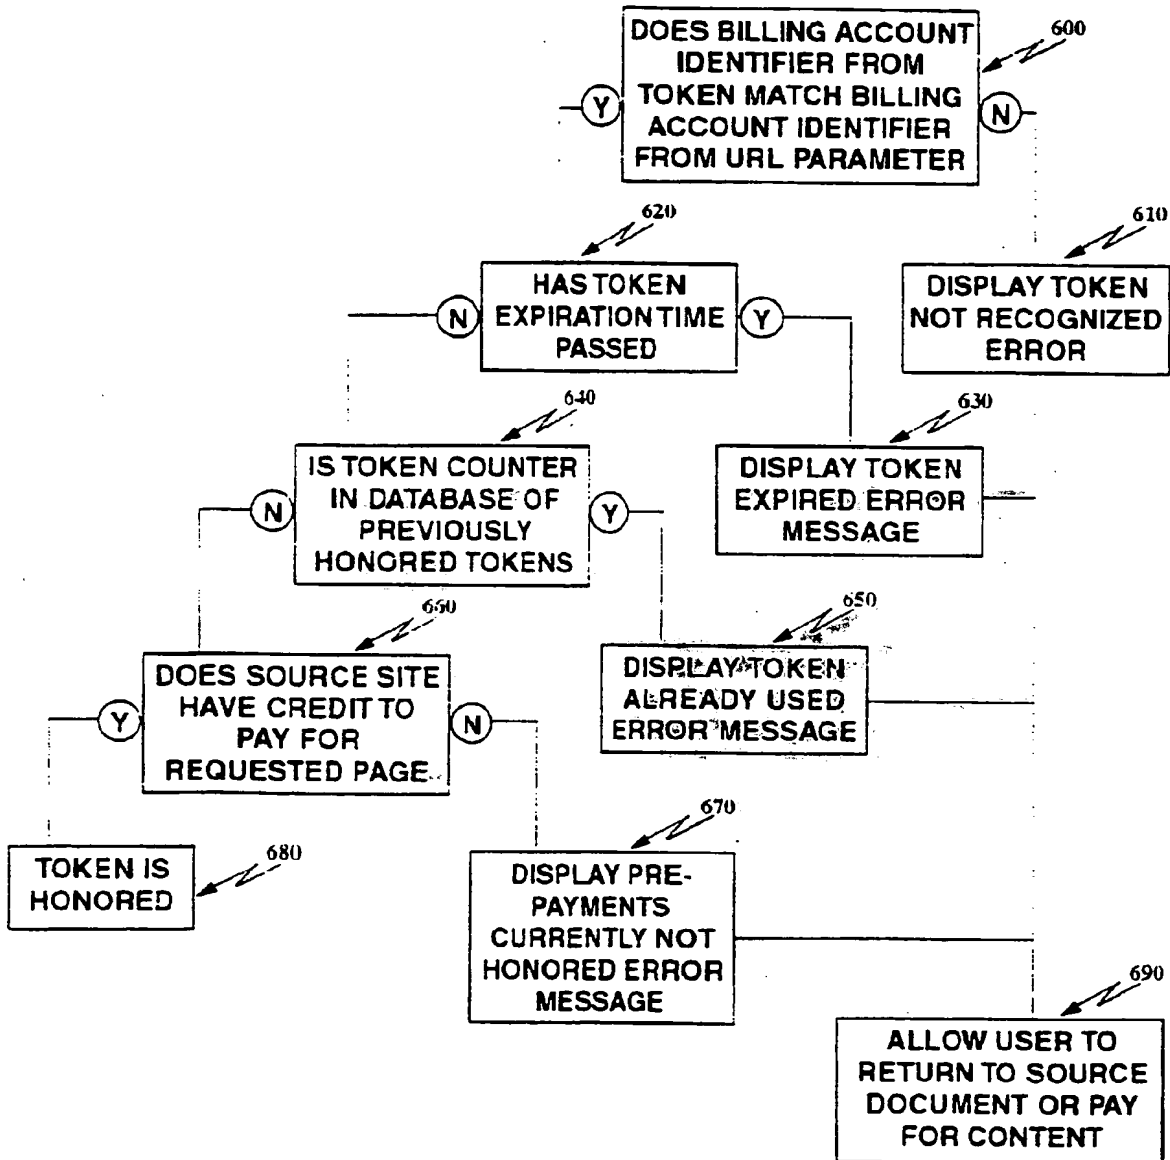 DOES BILLING ACCOUNT
IDENTIFIER FROM
TOKEN MATCH BILLING
ACCOUNT IDENTIFIER
FROM URL PARAMETER
600
Y
N
620
610
HAS TOKEN
EXPIRATION TIME
PASSED
N
Y
DISPLAY TOKEN
NOT RECOGNIZED
ERROR
640
630
IS TOKEN COUNTER
IN DATABASE OF
PREVIOUSLY
HONORED TOKENS
N
Y
DISPLAY TOKEN
EXPIRED ERROR
MESSAGE
660
650
DOES SOURCE SITE
HAVE CREDIT TO
PAY FOR
REQUESTED PAGE
Y
N
DISPLAY TOKEN
ALREADY USED
ERROR MESSAGE
680
670
TOKEN IS
HONORED
DISPLAY PRE-
PAYMENTS
CURRENTLY NOT
HONORED ERROR
MESSAGE
690
ALLOW USER TO
RETURN TO SOURCE
DOCUMENT OR PAY
FOR CONTENT